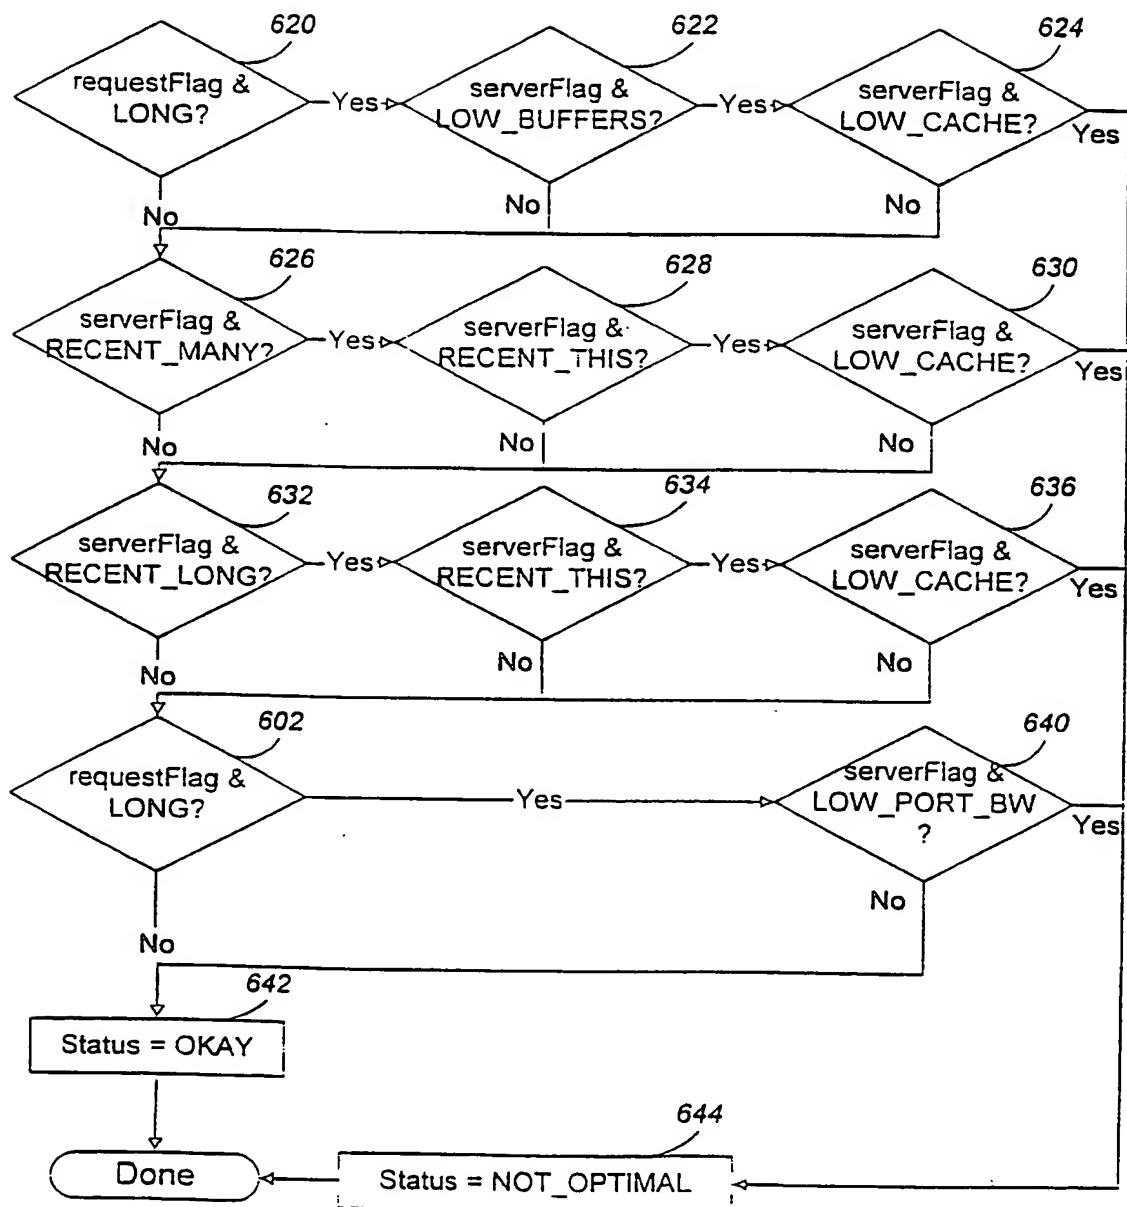 620
622
624
requestFlag &
LONG?
Yes
serverFlag &
LOW_BUFFERS?
Yes
serverFlag &
LOW_CACHE?
Yes
No
No
No
626
628
630
serverFlag &
RECENT_MANY?
Yes
serverFlag &
RECENT_THIS?
Yes
serverFlag &
LOW_CACHE?
Yes
No
No
No
632
634
636
serverFlag &
RECENT_LONG?
Yes
serverFlag &
RECENT_THIS?
Yes
serverFlag &
LOW_CACHE?
Yes
No
No
No
602
640
requestFlag &
LONG?
Yes
serverFlag &
LOW_PORT_BW
?
Yes
No
No
642
Status = OKAY
644
Done
Status = NOT_OPTIMAL